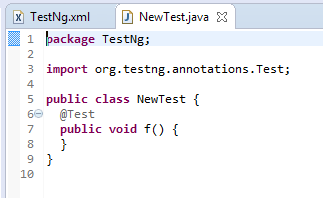 TestNg.xml NewTest.java
1 package TestNg;
2
3 import org.testng.annotations.Test;
4
5 public class NewTest {
6 @Test
7 public void f() {
8 }
9 }
10